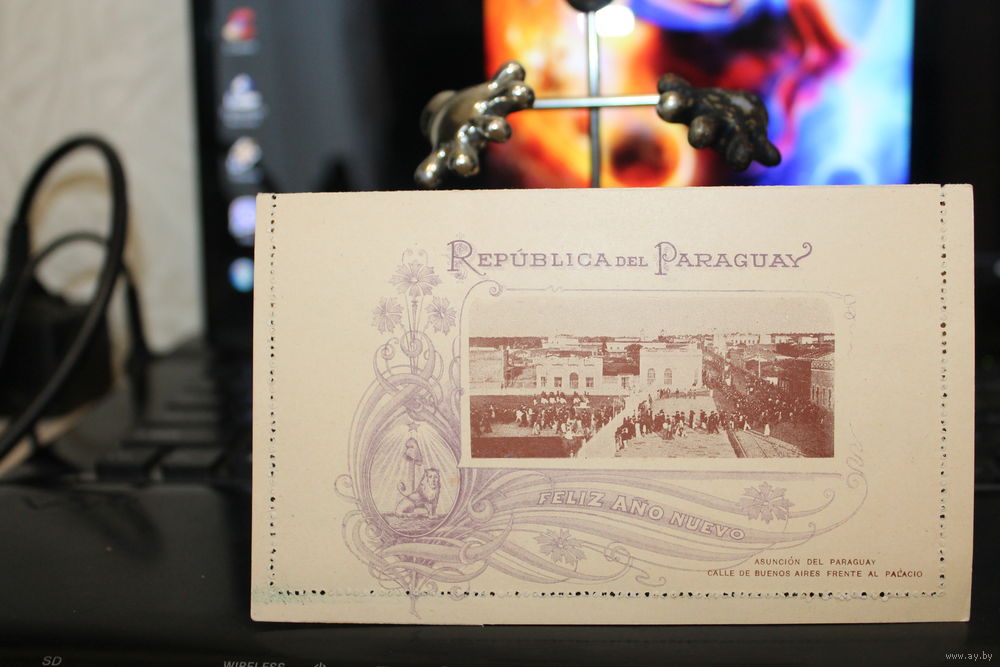 REPÚBLICA DEL PARAGUAY
FELIZ AÑO NUEVO
ASUNCIÓN DEL PARAGUAY
CALLE DE BUENOS AIRES FRENTE AL PALACIO
SD
WIRELESS
www.ay.by